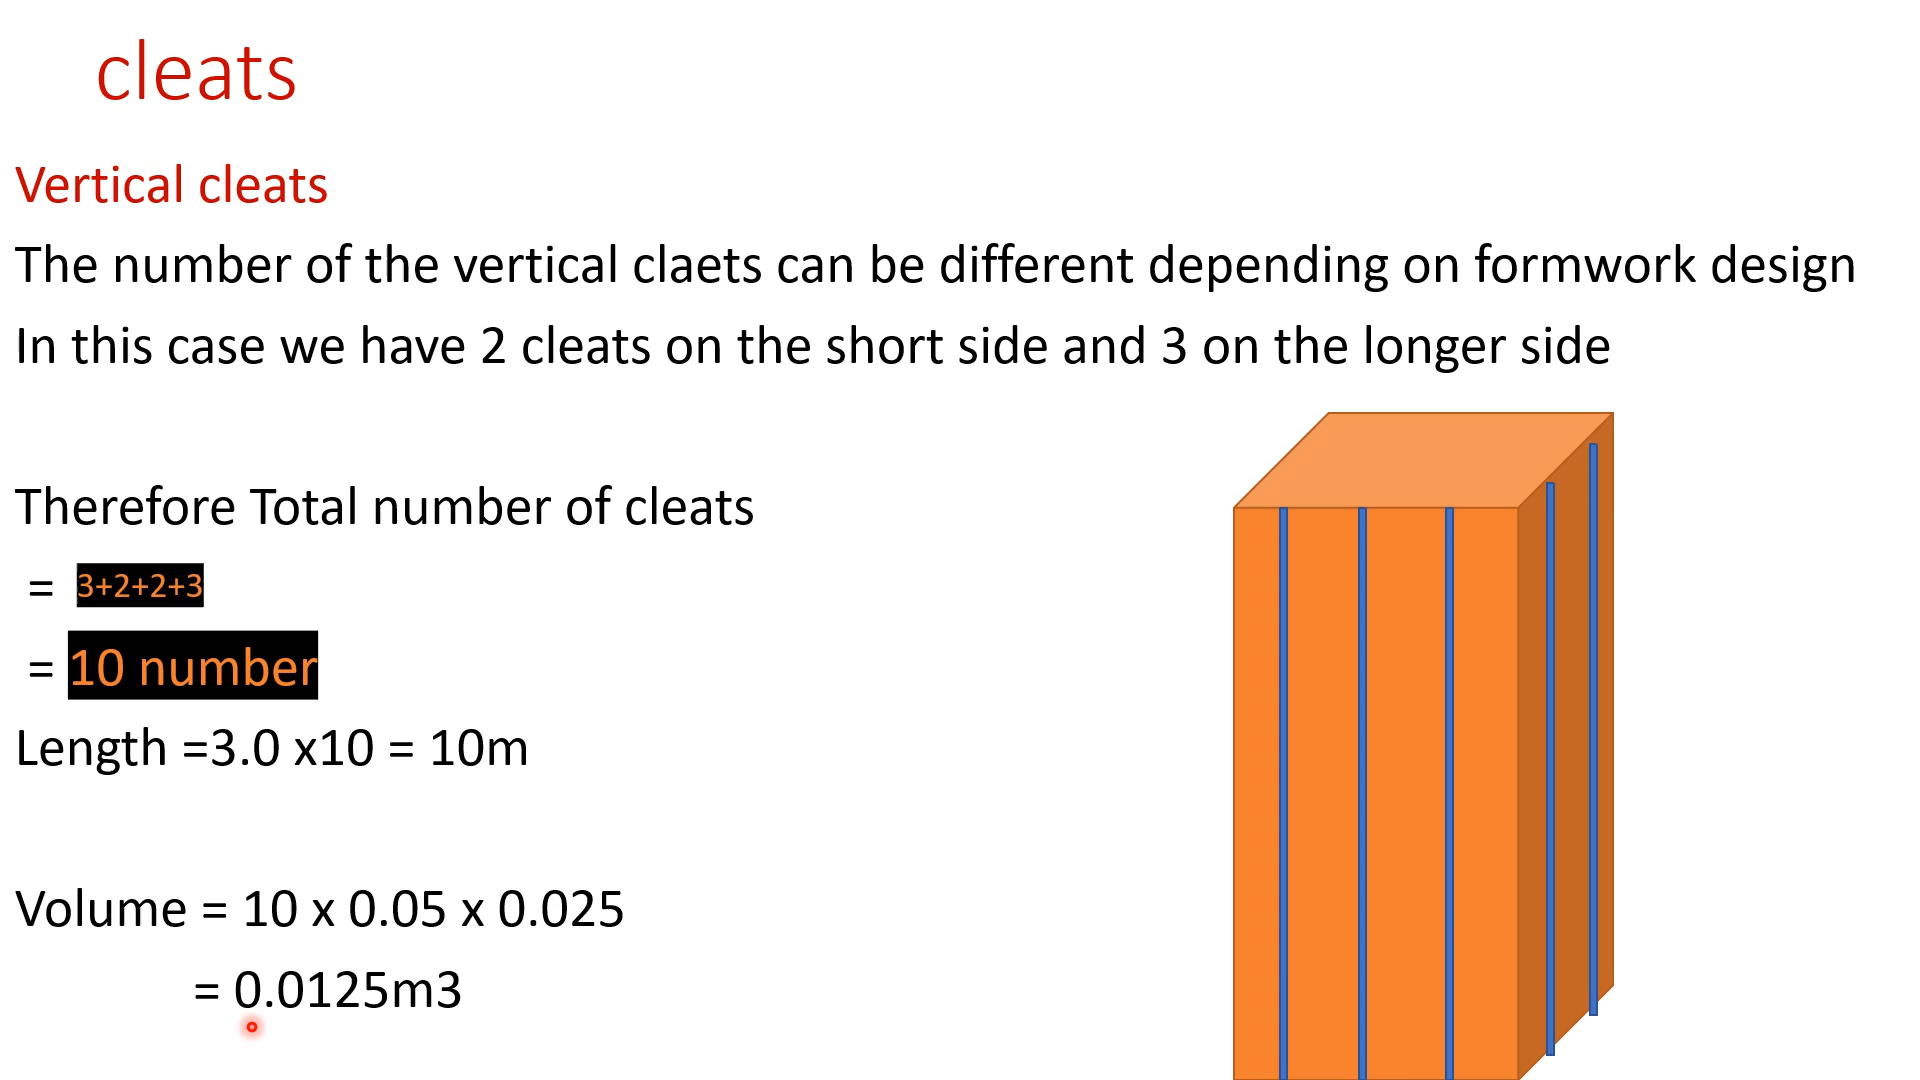 cleats
Vertical cleats
The number of the vertical claets can be different depending on formwork design
In this case we have 2 cleats on the short side and 3 on the longer side
Therefore Total number of cleats
= 3+2+2+3
= 10 number
Length =3.0 x10 = 10m
Volume = 10 x 0.05 x 0.025
= 0.0125m3